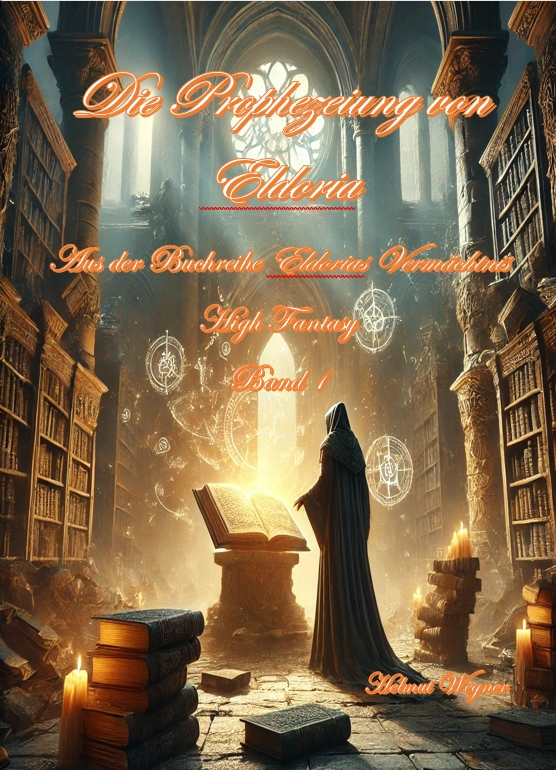 Die Prophezeiung von
Eldoria
Aus der Buchreihe Eldorias Vermächtnis
High Fantasy
Band 1
Helmut Wegner